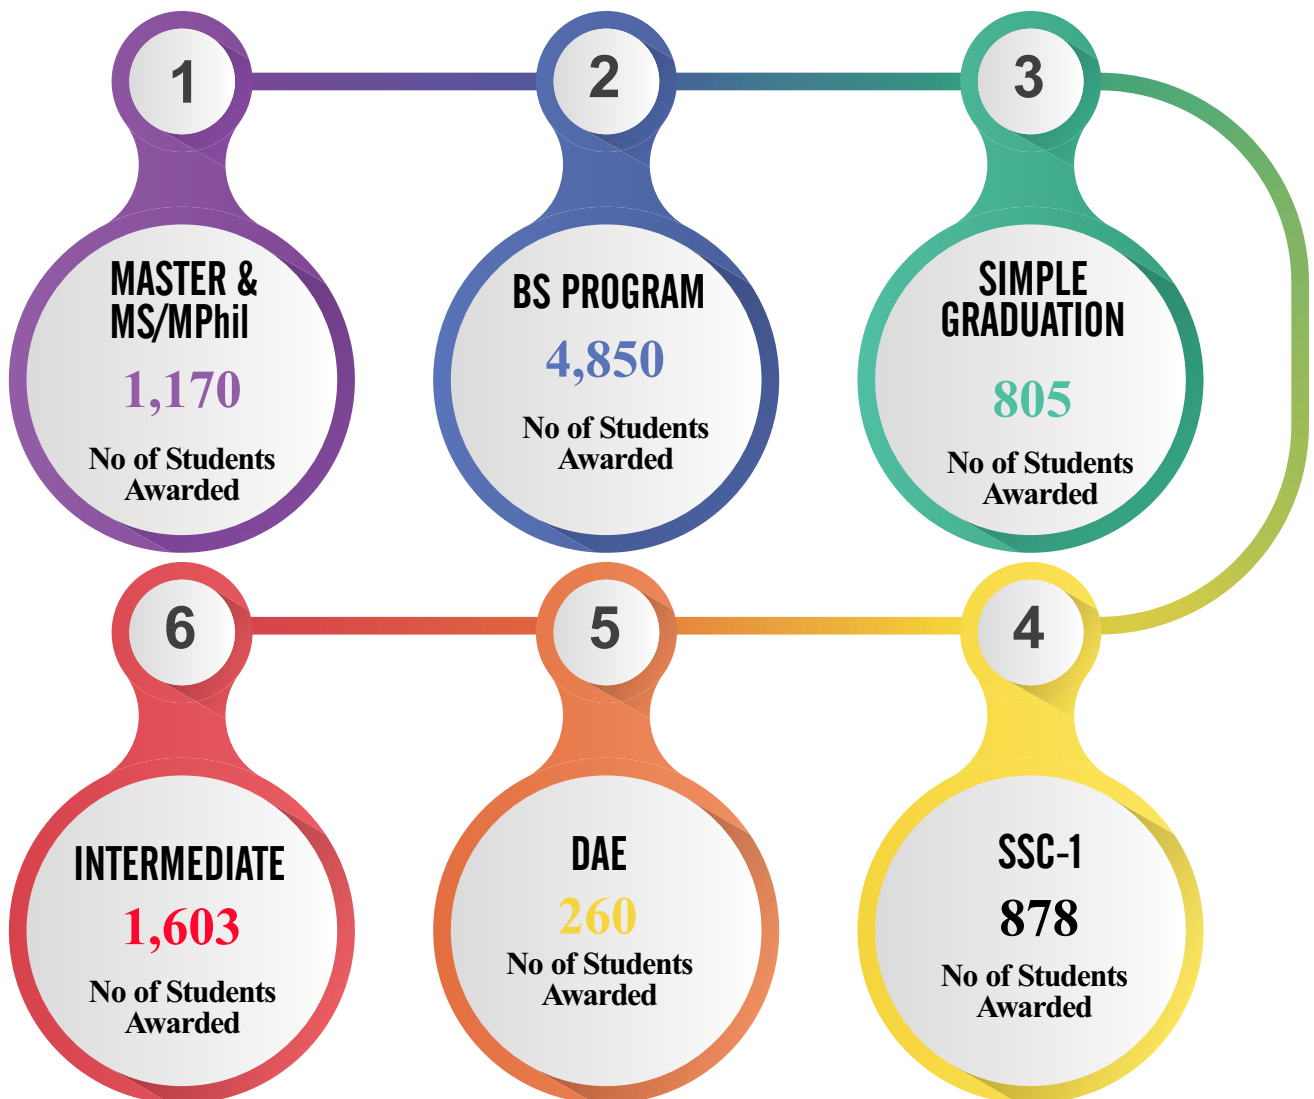 1
MASTER &
MS/MPhil
1,170
No of Students
Awarded
2
BS PROGRAM
4,850
No of Students
Awarded
3
SIMPLE
GRADUATION
805
No of Students
Awarded
4
SSC-1
878
No of Students
Awarded
5
DAE
260
No of Students
Awarded
6
INTERMEDIATE
1,603
No of Students
Awarded